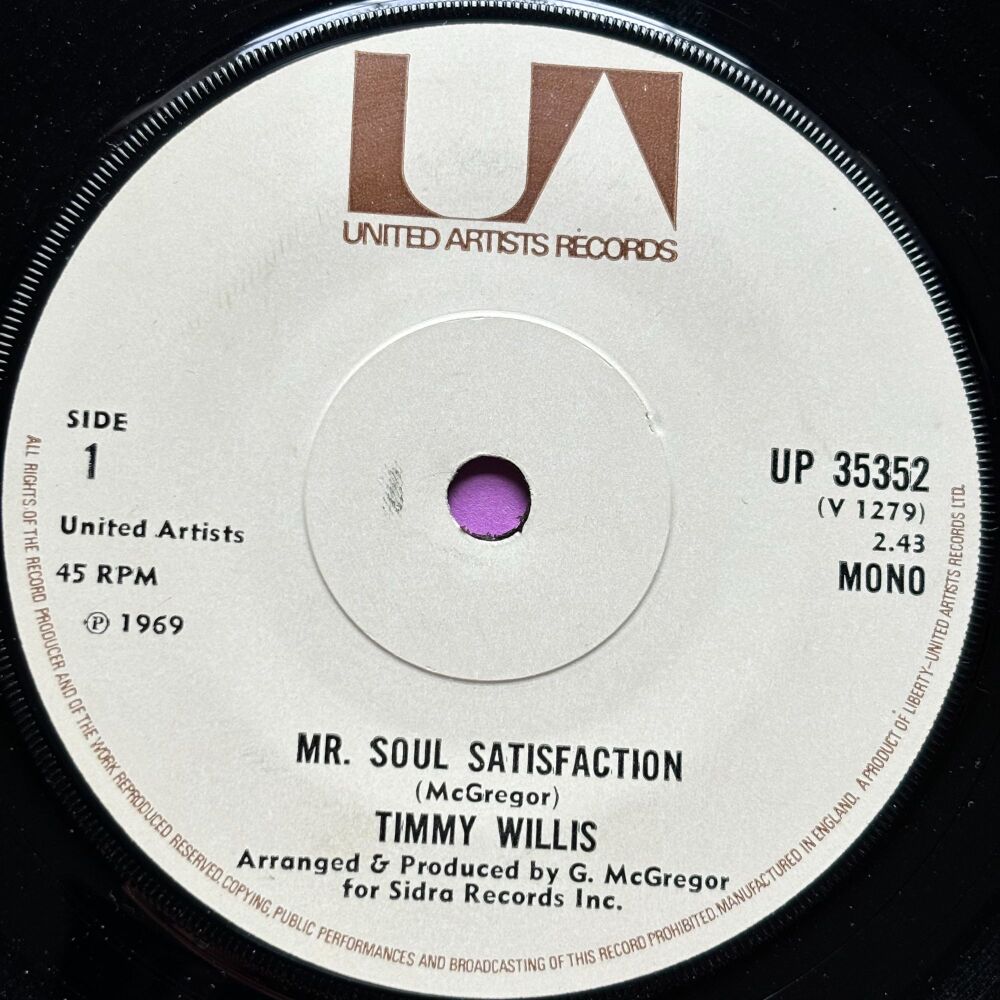 UA
UNITED ARTISTS RECORDS
SIDE
1
United Artists
45 RPM
℗ 1969
UP 35352
(V 1279)
2.43
MONO
MR. SOUL SATISFACTION
(McGregor)
TIMMY WILLIS
Arranged & Produced by G. McGregor
for Sidra Records Inc.
ALL RIGHTS OF THE RECORD PRODUCER AND OF THE WORK REPRODUCED RESERVED. COPYING, PUBLIC PERFORMANCES AND BROADCASTING OF THIS RECORD PROHIBITED. MANUFACTURED IN ENGLAND. A PRODUCT OF LIBERTY–UNITED ARTISTS RECORDS LTD.